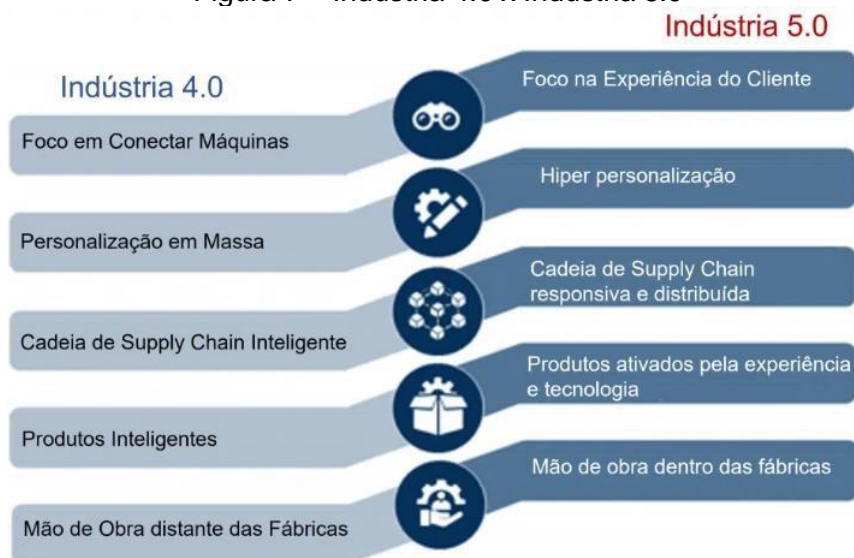 Indústria 5.0
Indústria 4.0
Foco na Experiência do Cliente
Foco em Conectar Máquinas
Hiper personalização
Personalização em Massa
Cadeia de Supply Chain
responsiva e distribuída
Cadeia de Supply Chain Inteligente
Produtos ativados pela experiência
e tecnologia
Produtos Inteligentes
Mão de obra dentro das fábricas
Mão de Obra distante das Fábricas